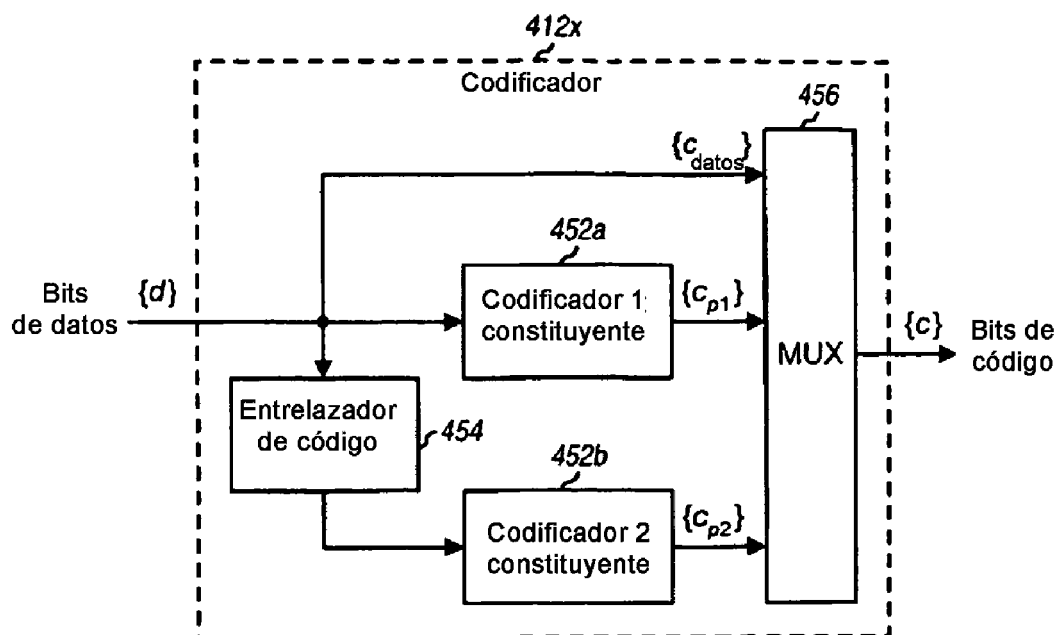 412x
Codificador
456
{c_datos}
452a
Bits
de datos
{d}
Codificador 1
constituyente
{c_p1}
MUX
{c}
Bits de
código
Entrelazador
de código
454
452b
Codificador 2
constituyente
{c_p2}